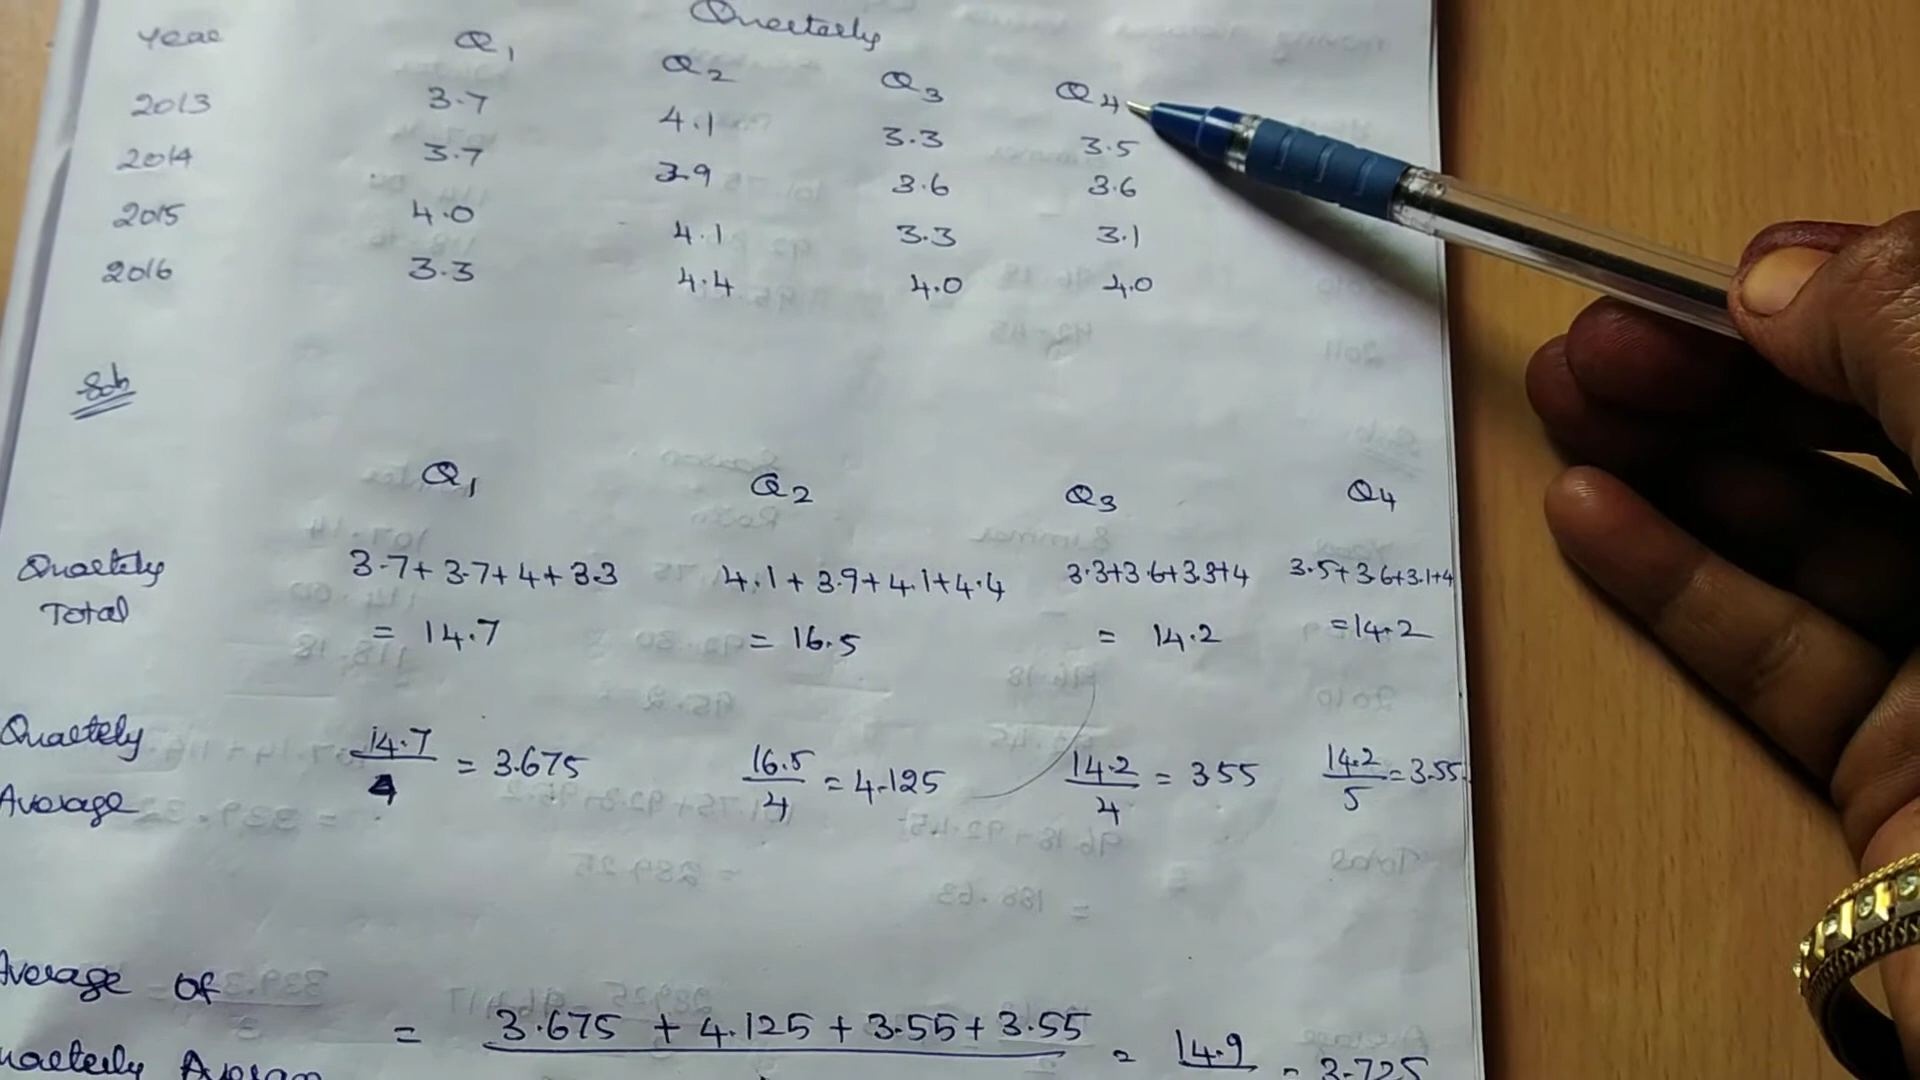 Quarterly
Year Q1 Q2 Q3 Q4
2013 3.7 4.1 3.3 3.5
2014 3.7 3.9 3.6 3.6
2015 4.0 4.1 3.3 3.1
2016 3.3 4.4 4.0 4.0
Sol
Q1 Q2 Q3 Q4
Quartely 3.7+3.7+4+3.3 4.1+3.9+4.1+4.4 3.3+3.6+3.3+4 3.5+3.6+3.1+4
Total = 14.7 = 16.5 = 14.2 = 14.2
Quartely 14.7/4 = 3.675 16.5/4 = 4.125 14.2/4 = 3.55 14.2/5 = 3.55
Average
Average of
= 3.675 + 4.125 + 3.55 + 3.55 = 14.9 = 3.725